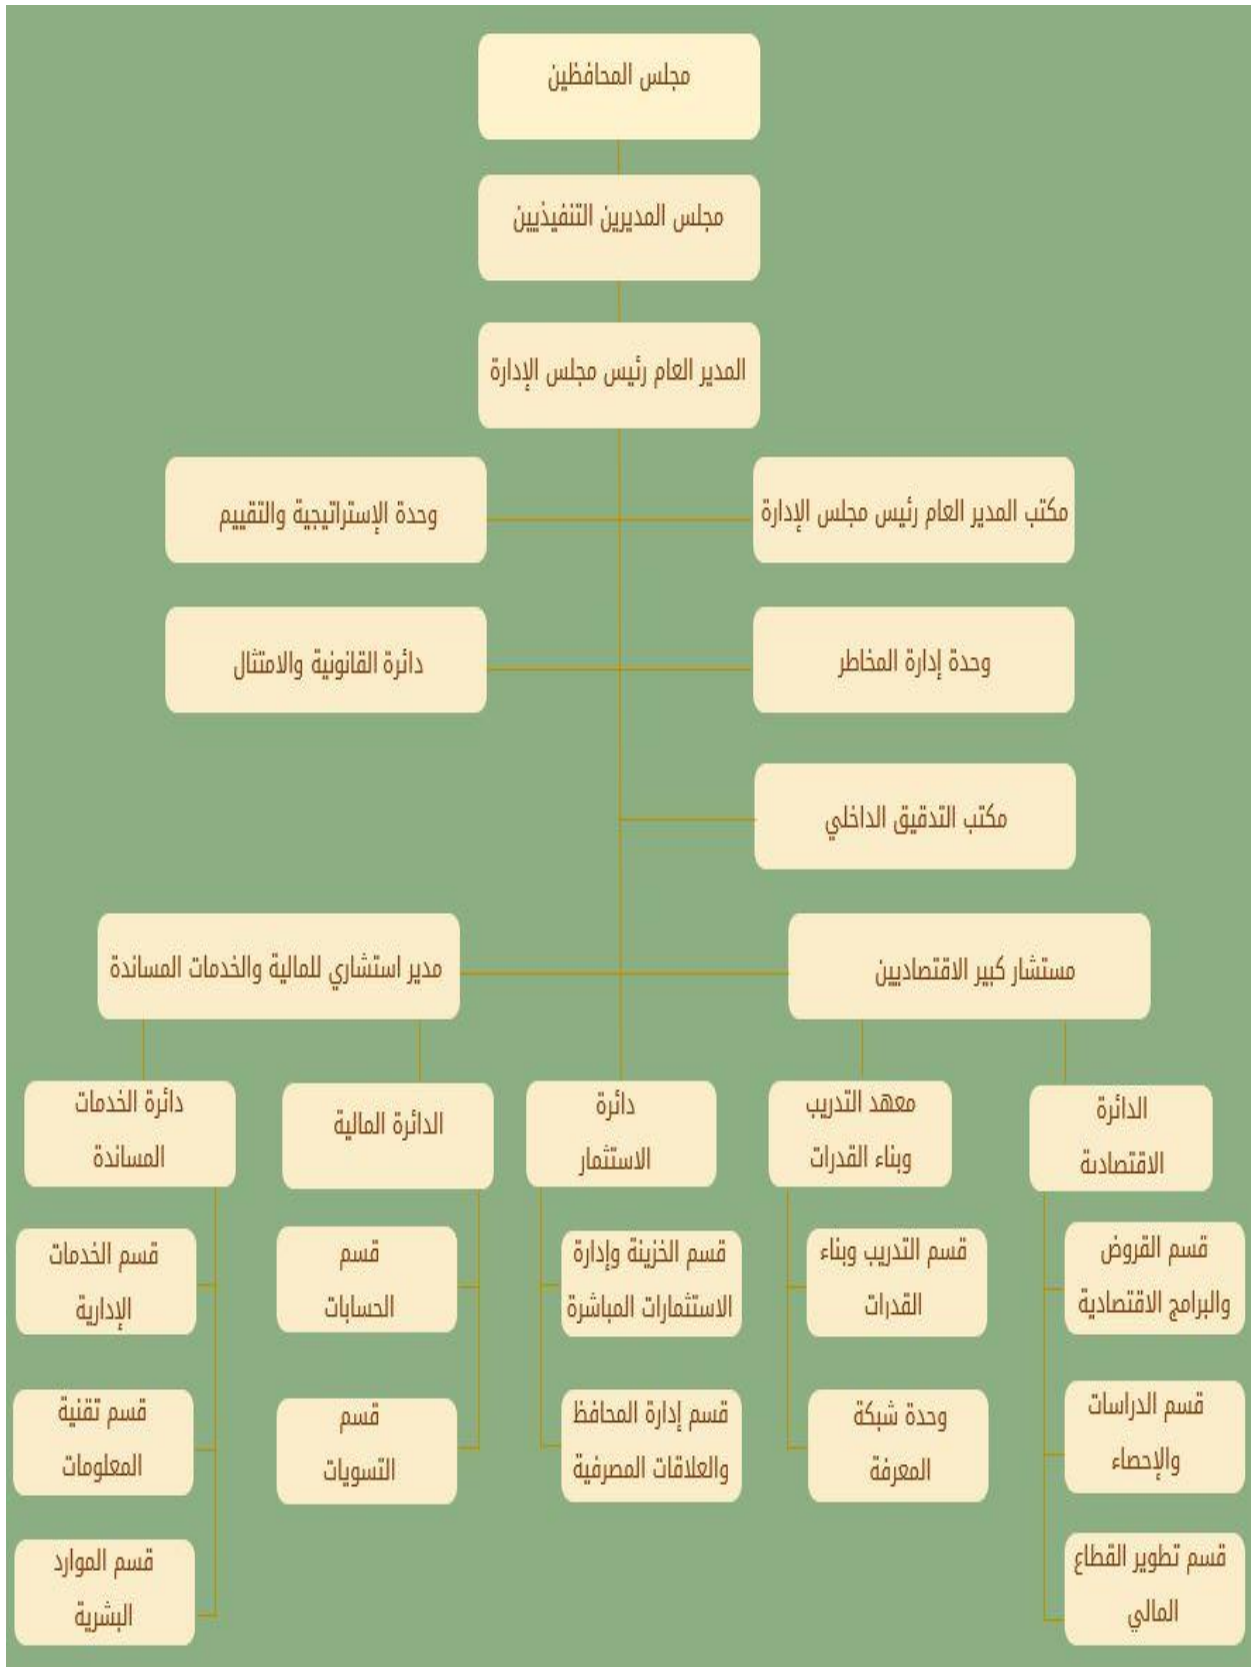 مجلس المحافظين
مجلس المديرين التنفيذيين
المدير العام رئيس مجلس الإدارة
مكتب المدير العام رئيس مجلس الإدارة
وحدة الإستراتيجية والتقييم
وحدة إدارة المخاطر
دائرة القانونية والامتثال
مكتب التدقيق الداخلي
مستشار كبير الاقتصاديين
مدير استشاري للمالية والخدمات المساندة
الدائرة
الاقتصادية
معهد التدريب
وبناء القدرات
دائرة
الاستثمار
الدائرة المالية
دائرة الخدمات
المساندة
قسم القروض
والبرامج الاقتصادية
قسم التدريب وبناء
القدرات
قسم الخزينة وإدارة
الاستثمارات المباشرة
قسم
الحسابات
قسم الخدمات
الإدارية
قسم الدراسات
والإحصاء
وحدة شبكة
المعرفة
قسم إدارة المحافظ
والعلاقات المصرفية
قسم
التسويات
قسم تقنية
المعلومات
قسم تطوير القطاع
المالي
قسم الموارد
البشرية